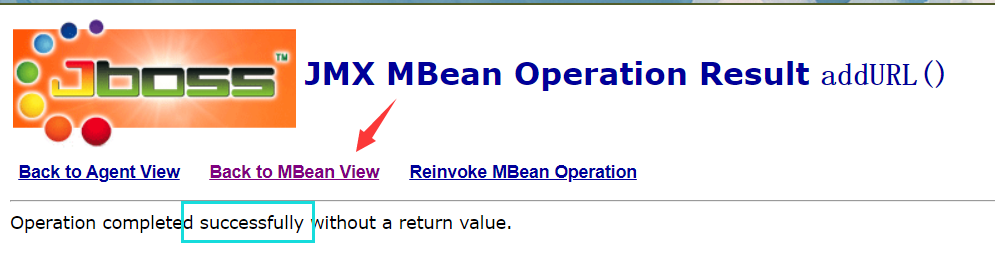 JBoss™
JMX MBean Operation Result addURL()
Back to Agent View Back to MBean View Reinvoke MBean Operation
Operation completed successfully without a return value.